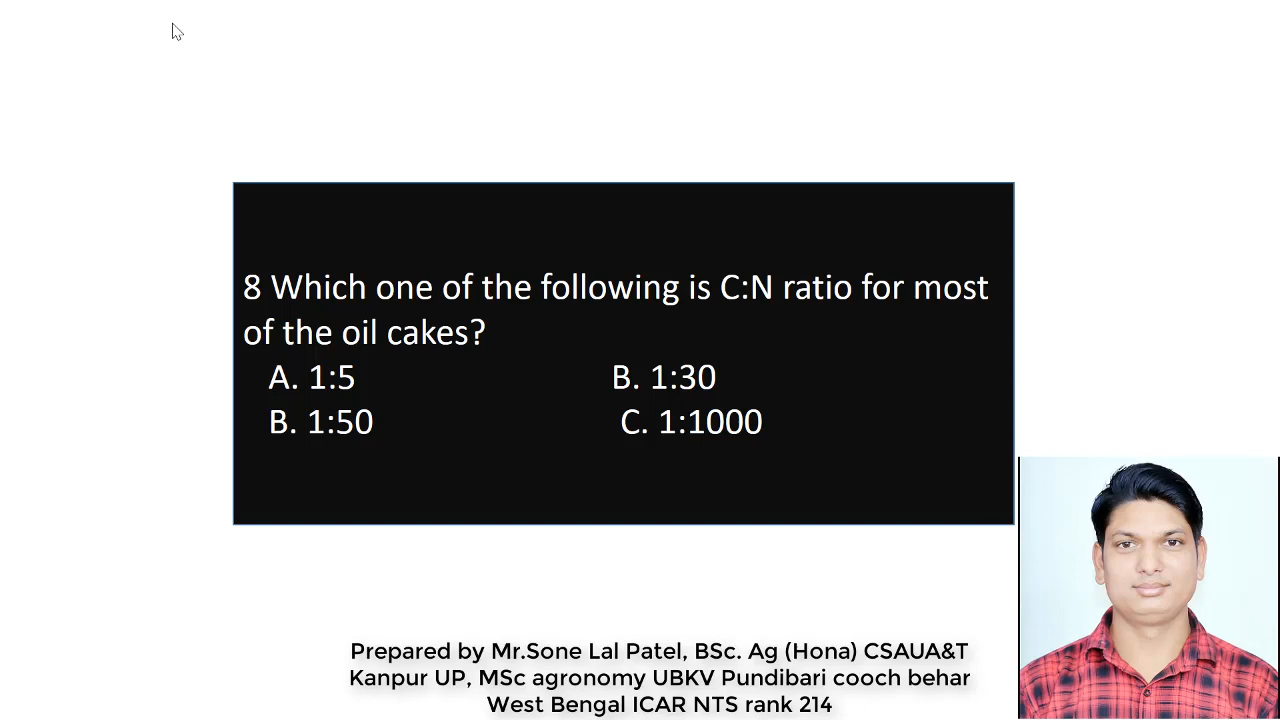 8 Which one of the following is C:N ratio for most
of the oil cakes?
A. 1:5 B. 1:30
B. 1:50 C. 1:1000
Prepared by Mr.Sone Lal Patel, BSc. Ag (Hona) CSAUA&T
Kanpur UP, MSc agronomy UBKV Pundibari cooch behar
West Bengal ICAR NTS rank 214